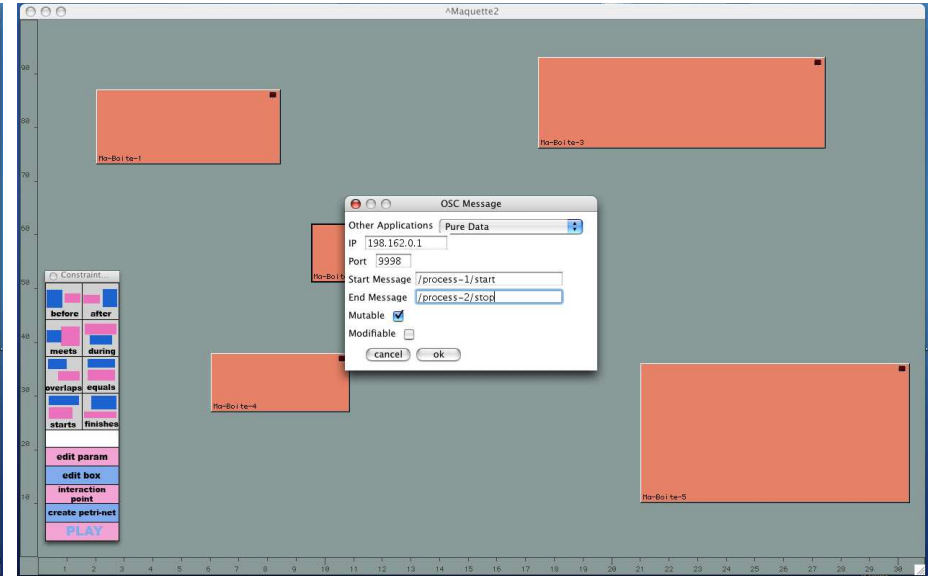 ^Maquette2
90
80
70
60
50
40
30
20
10
Ma-Boite-1
Ma-Boite-3
Ma-Boit
Ma-Boite-4
Ma-Boite-5
OSC Message
Other Applications Pure Data
IP 198.162.0.1
Port 9998
Start Message /process-1/start
End Message /process-2/stop
Mutable
Modifiable
cancel ok
Constraint...
before after
meets during
overlaps equals
starts finishes
edit param
edit box
interaction
point
create petri-net
PLAY
1 2 3 4 5 6 7 8 9 10 11 12 13 14 15 16 17 18 19 20 21 22 23 24 25 26 27 28 29 30